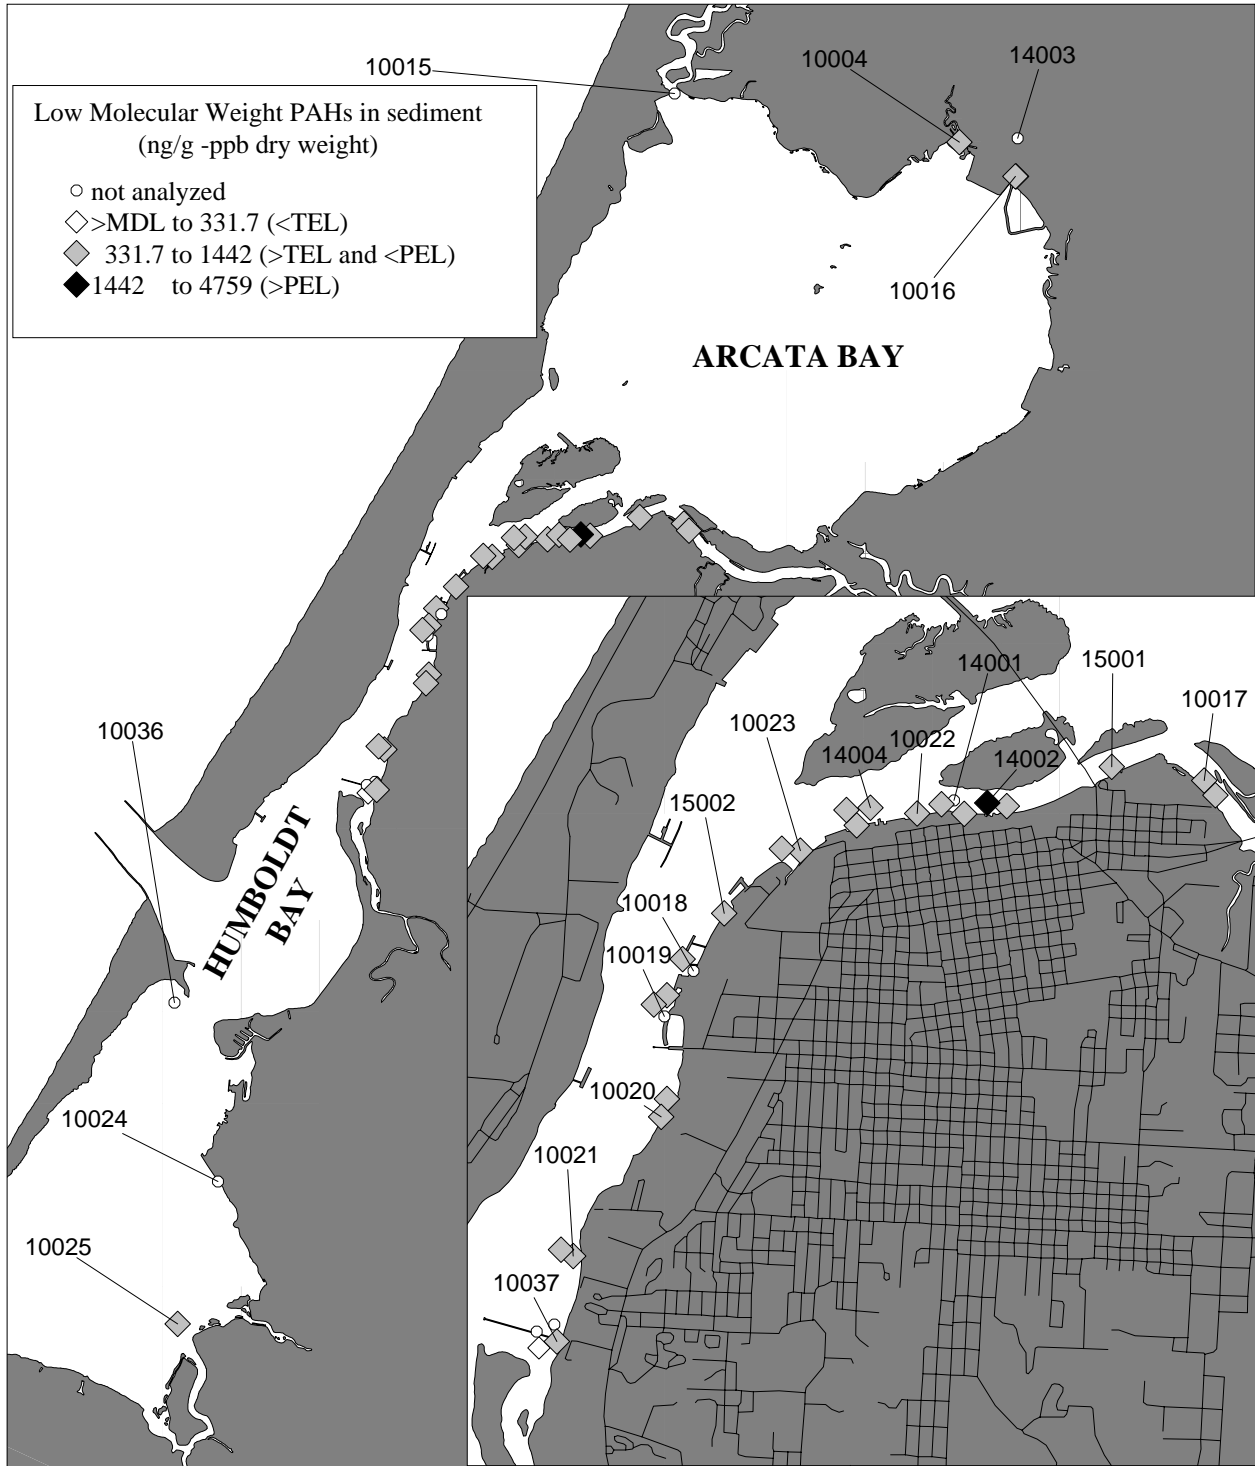 10015
10004
14003
Low Molecular Weight PAHs in sediment
(ng/g -ppb dry weight)
not analyzed
>MDL to 331.7 (<TEL)
331.7 to 1442 (>TEL and <PEL)
1442 to 4759 (>PEL)
10016
ARCATA BAY
10036
HUMBOLDT
BAY
10024
10025
14001
15001
10017
10023
14004
10022
14002
15002
10018
10019
10020
10021
10037